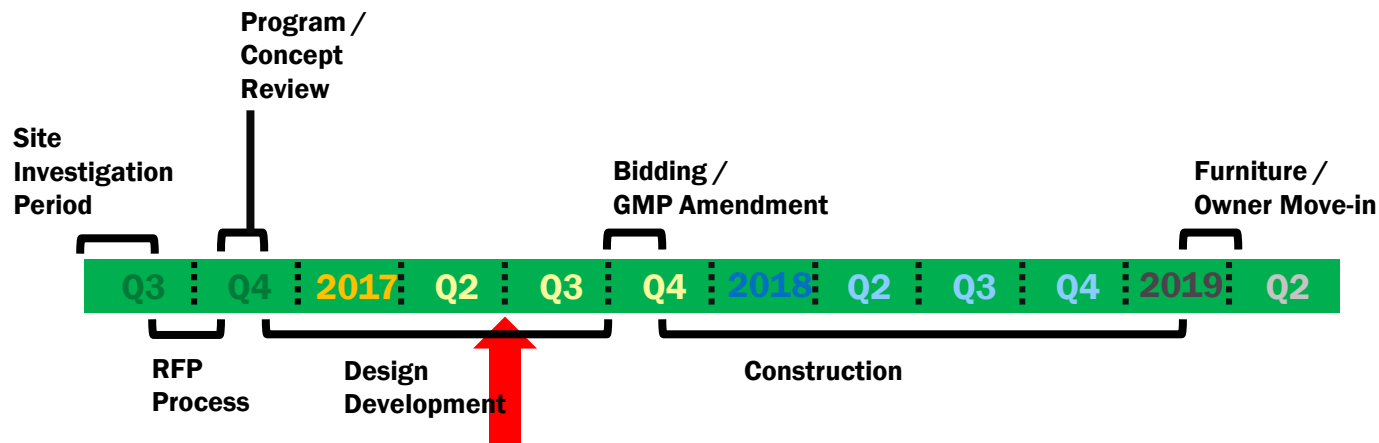 Program /
Concept
Review
Site
Investigation
Period
Bidding /
GMP Amendment
Furniture /
Owner Move-in
Q3 Q4 2017 Q2 Q3 Q4 2018 Q2 Q3 Q4 2019 Q2
RFP
Process
Design
Development
Construction